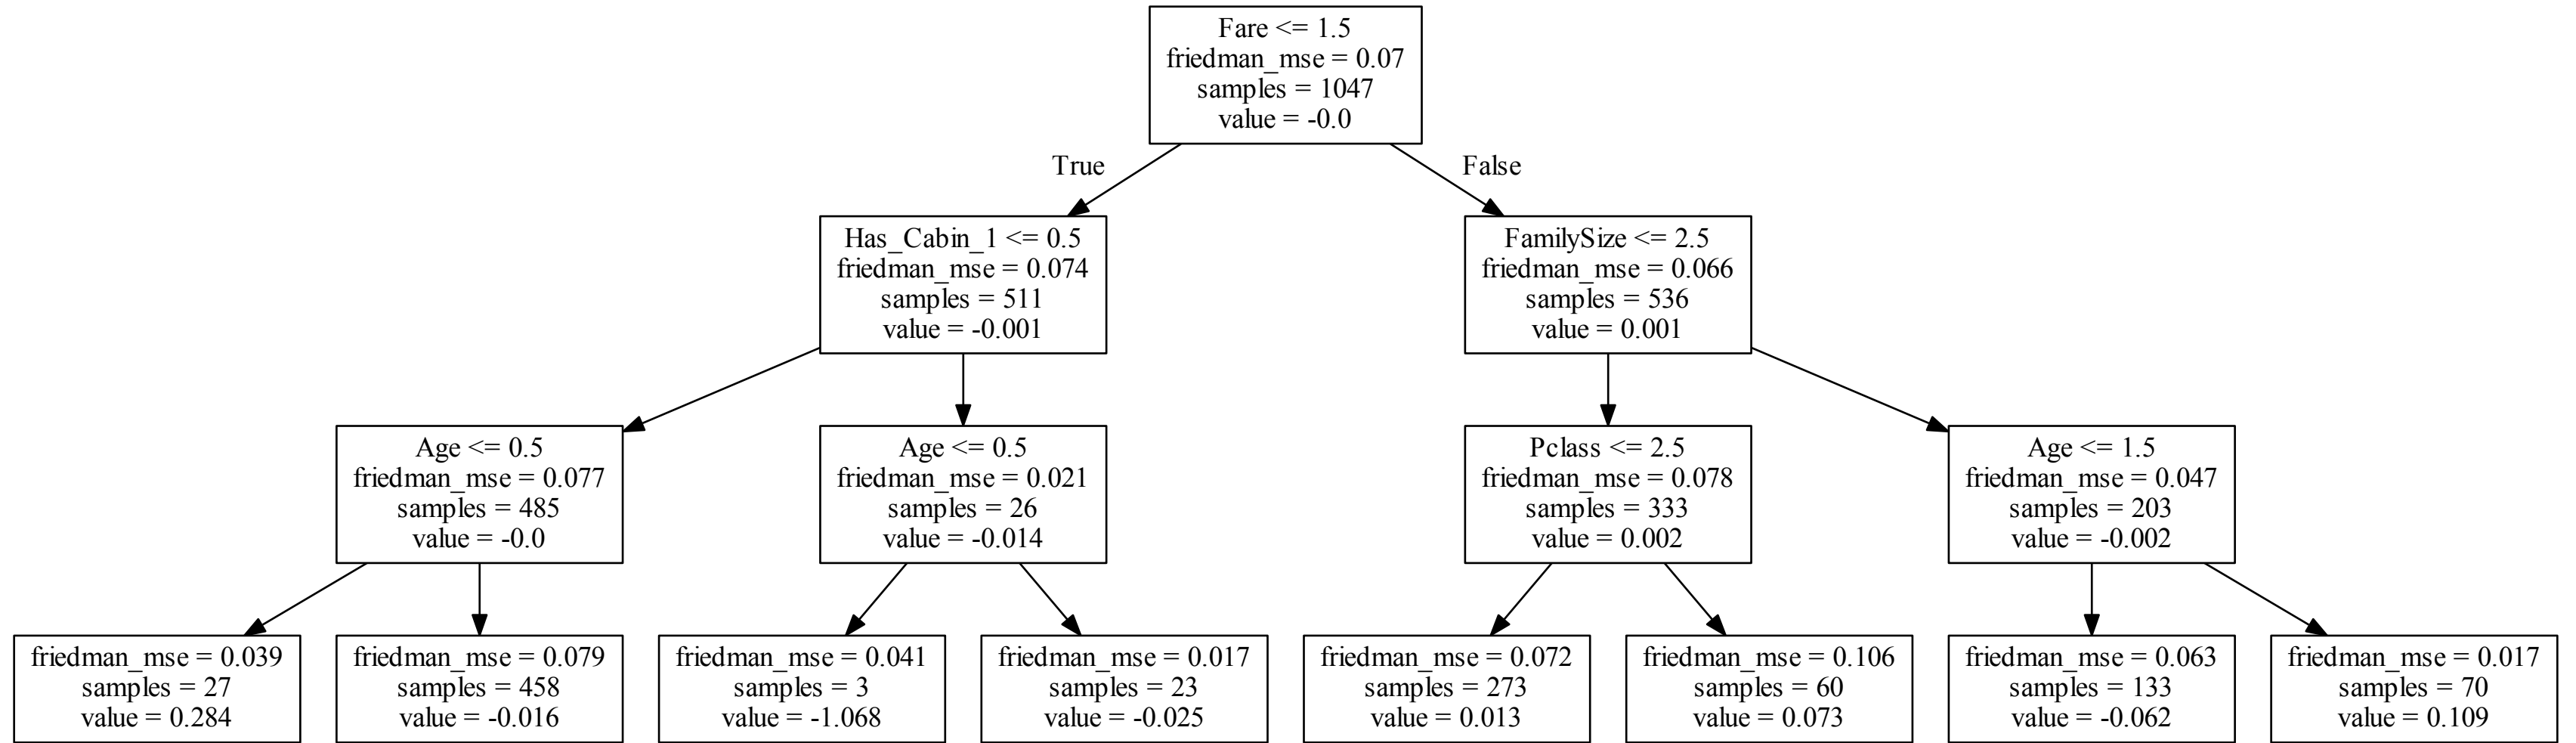 Fare <= 1.5
friedman_mse = 0.07
samples = 1047
value = -0.0
True
False
Has_Cabin_1 <= 0.5
friedman_mse = 0.074
samples = 511
value = -0.001
FamilySize <= 2.5
friedman_mse = 0.066
samples = 536
value = 0.001
Age <= 0.5
friedman_mse = 0.077
samples = 485
value = -0.0
Age <= 0.5
friedman_mse = 0.021
samples = 26
value = -0.014
Pclass <= 2.5
friedman_mse = 0.078
samples = 333
value = 0.002
Age <= 1.5
friedman_mse = 0.047
samples = 203
value = -0.002
friedman_mse = 0.039
samples = 27
value = 0.284
friedman_mse = 0.079
samples = 458
value = -0.016
friedman_mse = 0.041
samples = 3
value = -1.068
friedman_mse = 0.017
samples = 23
value = -0.025
friedman_mse = 0.072
samples = 273
value = 0.013
friedman_mse = 0.106
samples = 60
value = 0.073
friedman_mse = 0.063
samples = 133
value = -0.062
friedman_mse = 0.017
samples = 70
value = 0.109